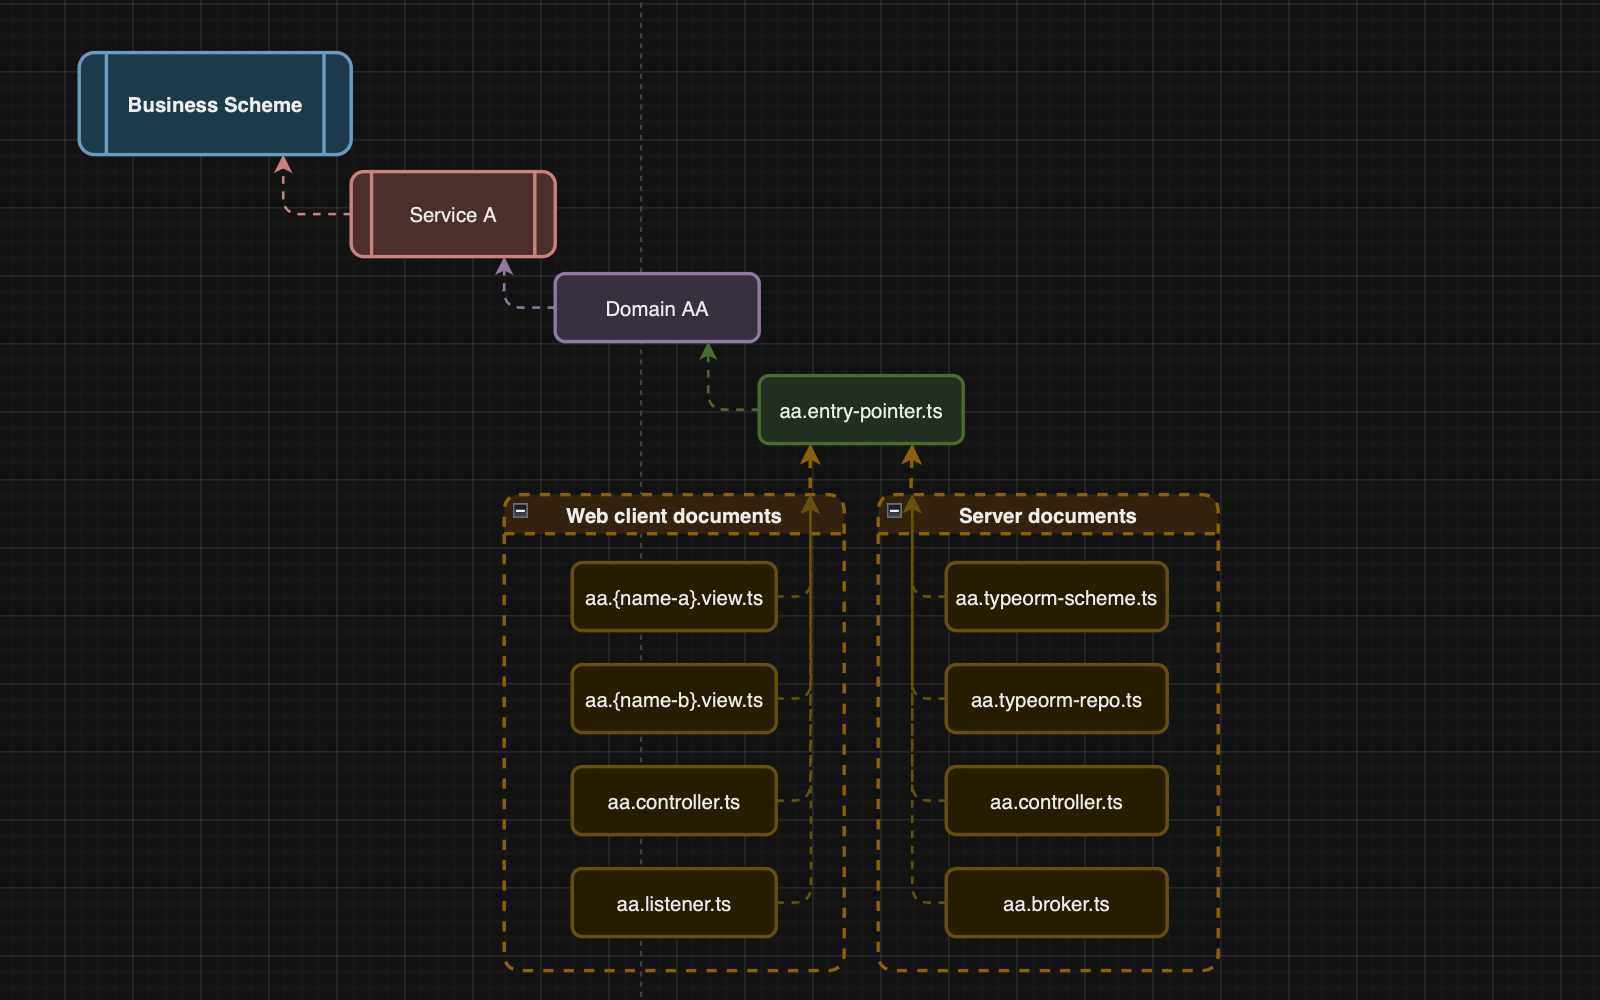 Business Scheme
Service A
Domain AA
aa.entry-pointer.ts
Web client documents
aa.{name-a}.view.ts
aa.{name-b}.view.ts
aa.controller.ts
aa.listener.ts
Server documents
aa.typeorm-scheme.ts
aa.typeorm-repo.ts
aa.controller.ts
aa.broker.ts